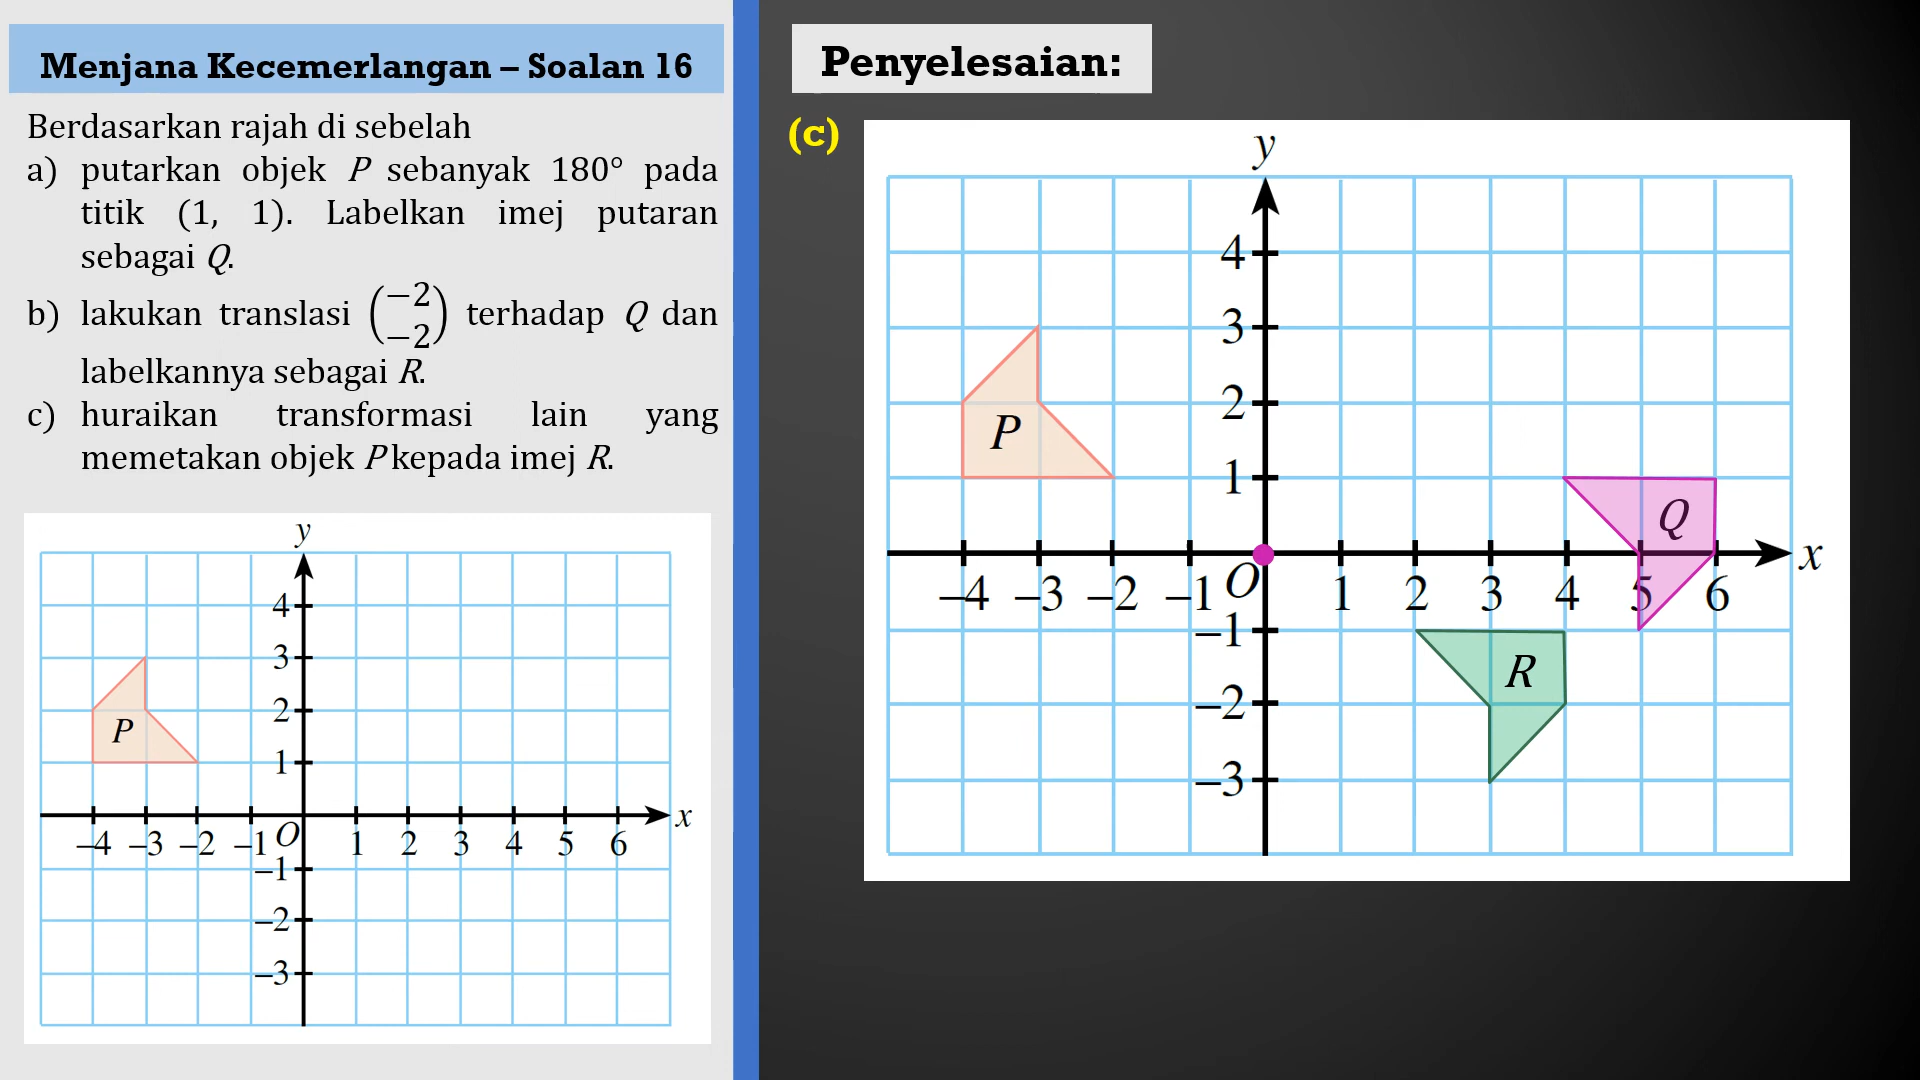 Menjana Kecemerlangan – Soalan 16
Berdasarkan rajah di sebelah
a) putarkan objek P sebanyak 180° pada
titik (1, 1). Labelkan imej putaran
sebagai Q.
b) lakukan translasi (−2 −2) terhadap Q dan
labelkannya sebagai R.
c) huraikan transformasi lain yang
memetakan objek P kepada imej R.
y
4
3
2
1
P
x
–4 –3 –2 –1 O 1 2 3 4 5 6
–1
–2
–3
Penyelesaian:
(c)
y
4
3
2
1
P
Q
x
–4 –3 –2 –1 O 1 2 3 4 5 6
–1
R
–2
–3